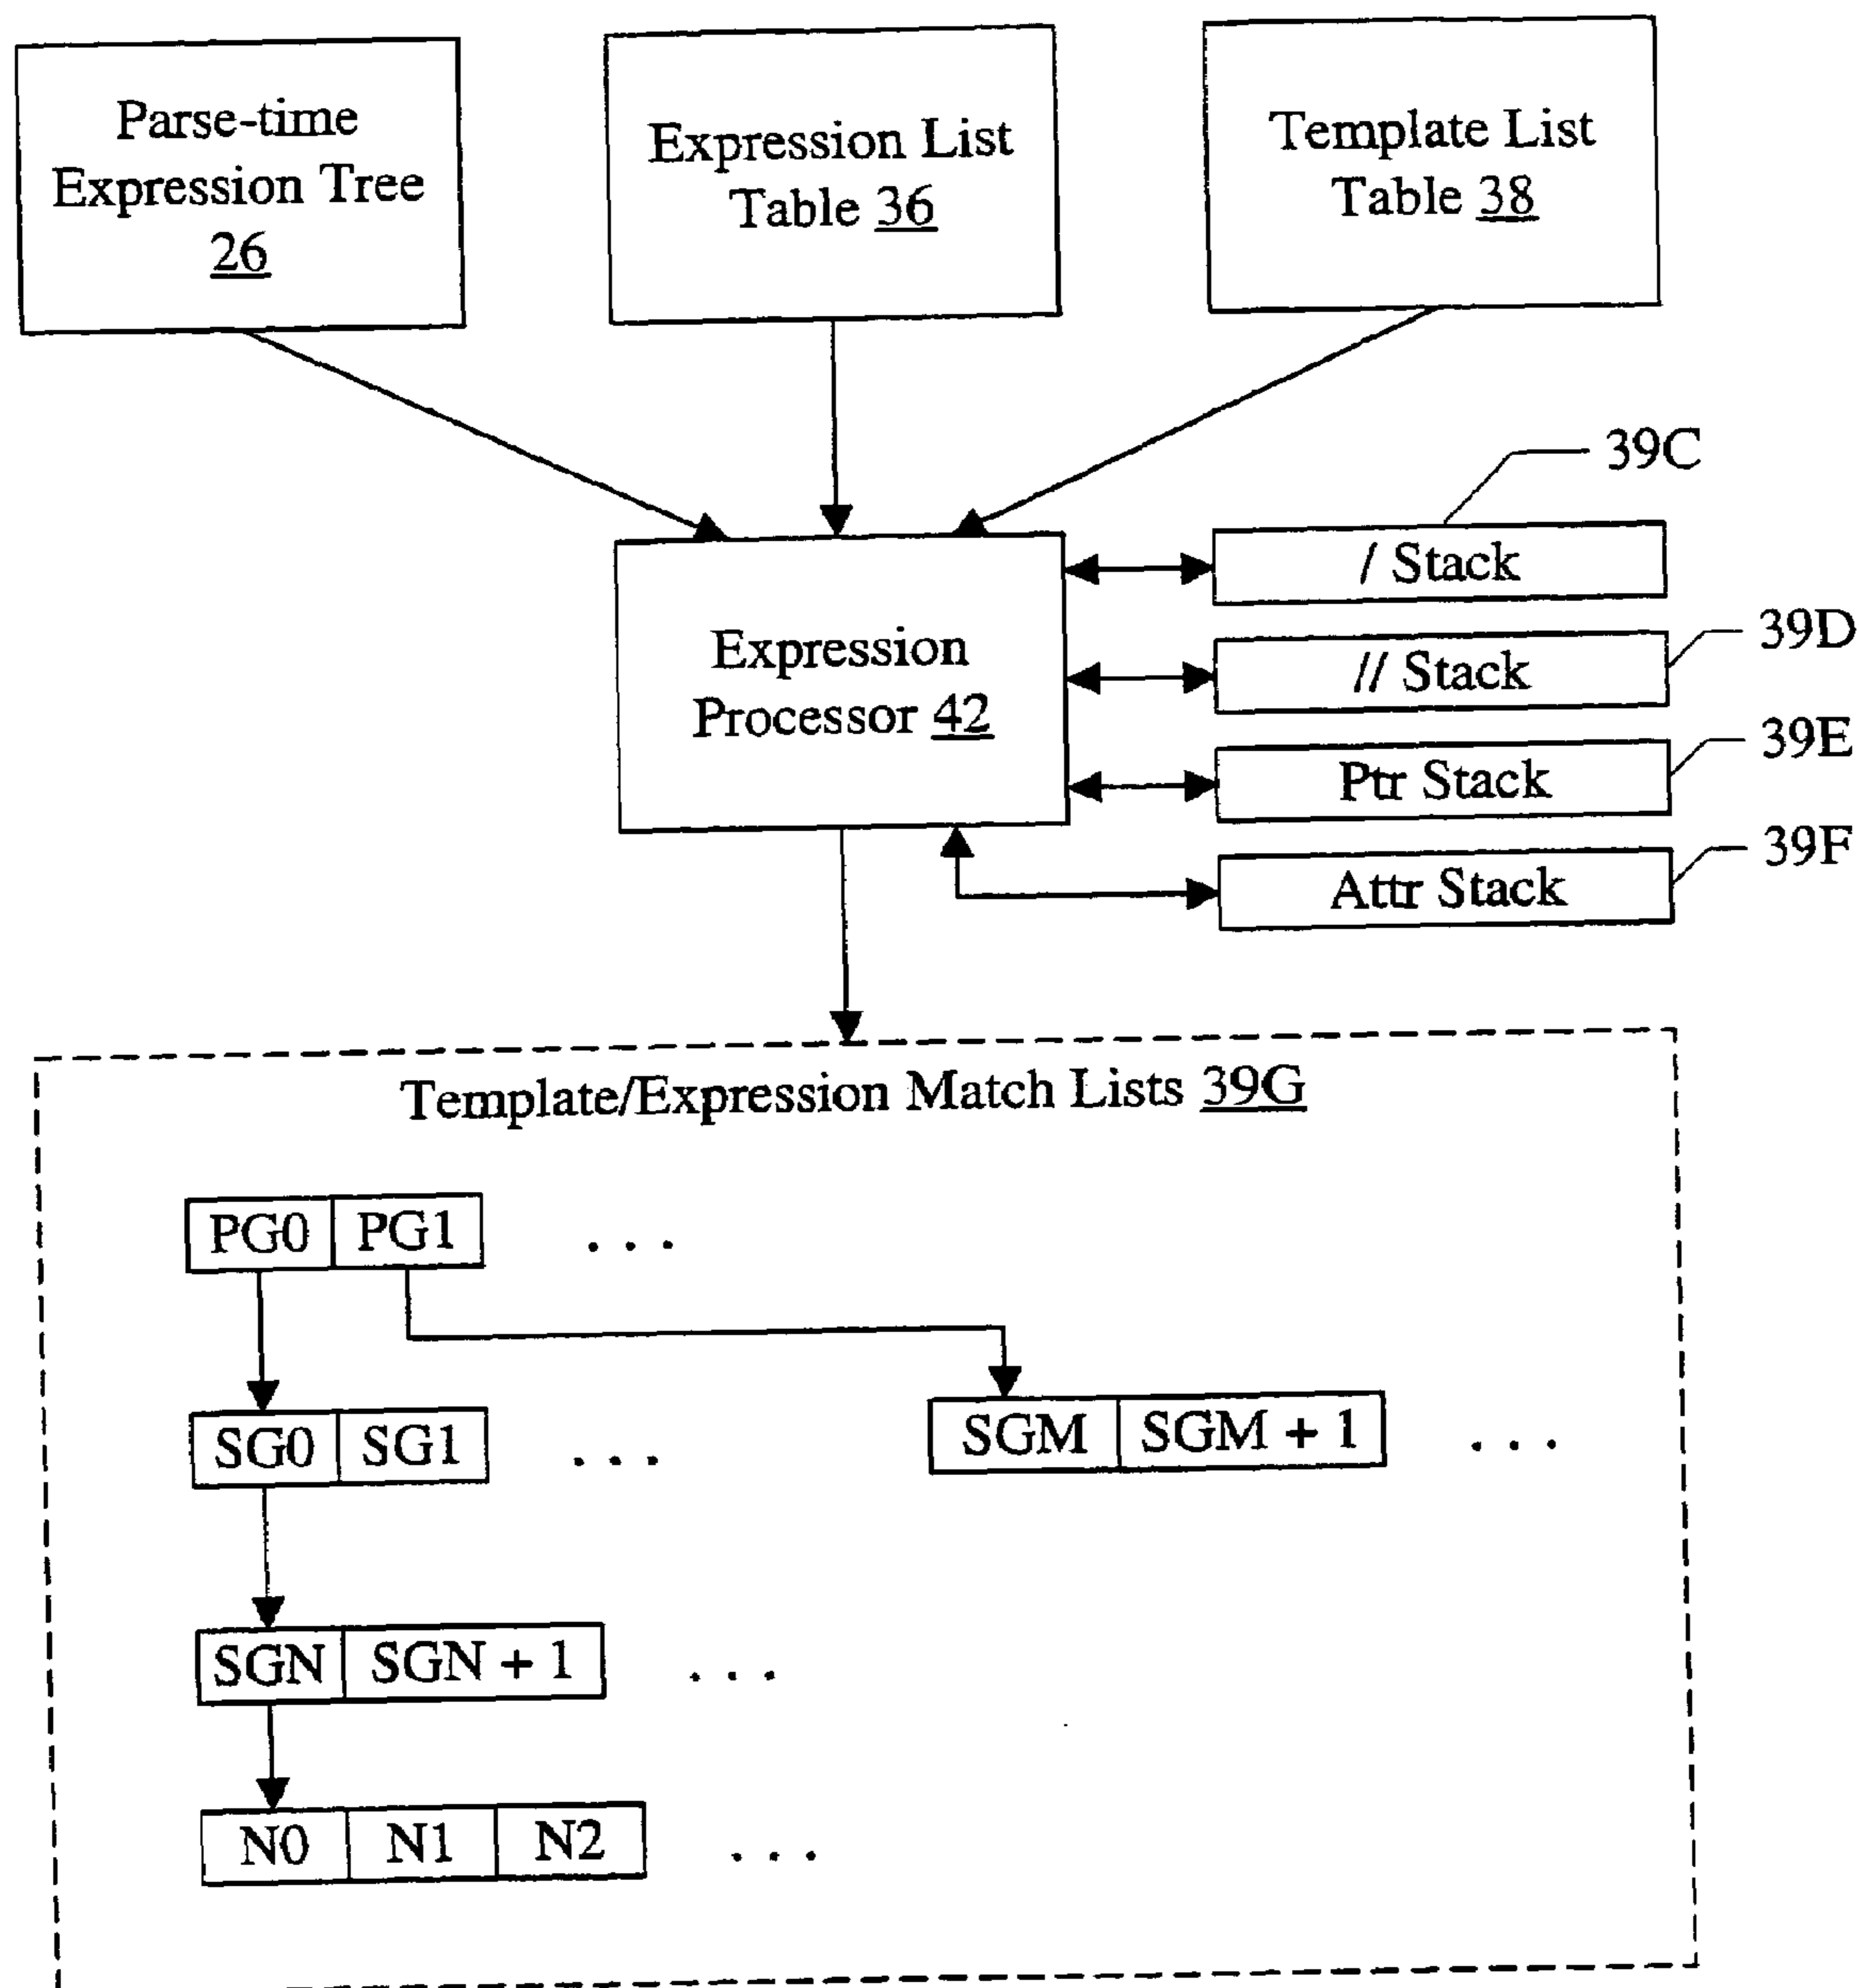 Parse-time
Expression Tree
26
Expression List
Table 36
Template List
Table 38
39C
/ Stack
39D
// Stack
Expression
Processor 42
39E
Ptr Stack
39F
Attr Stack
Template/Expression Match Lists 39G
PG0 PG1 . . .
SG0 SG1 . . .
SGM SGM + 1 . . .
SGN SGN + 1 . . .
N0 N1 N2 . . .